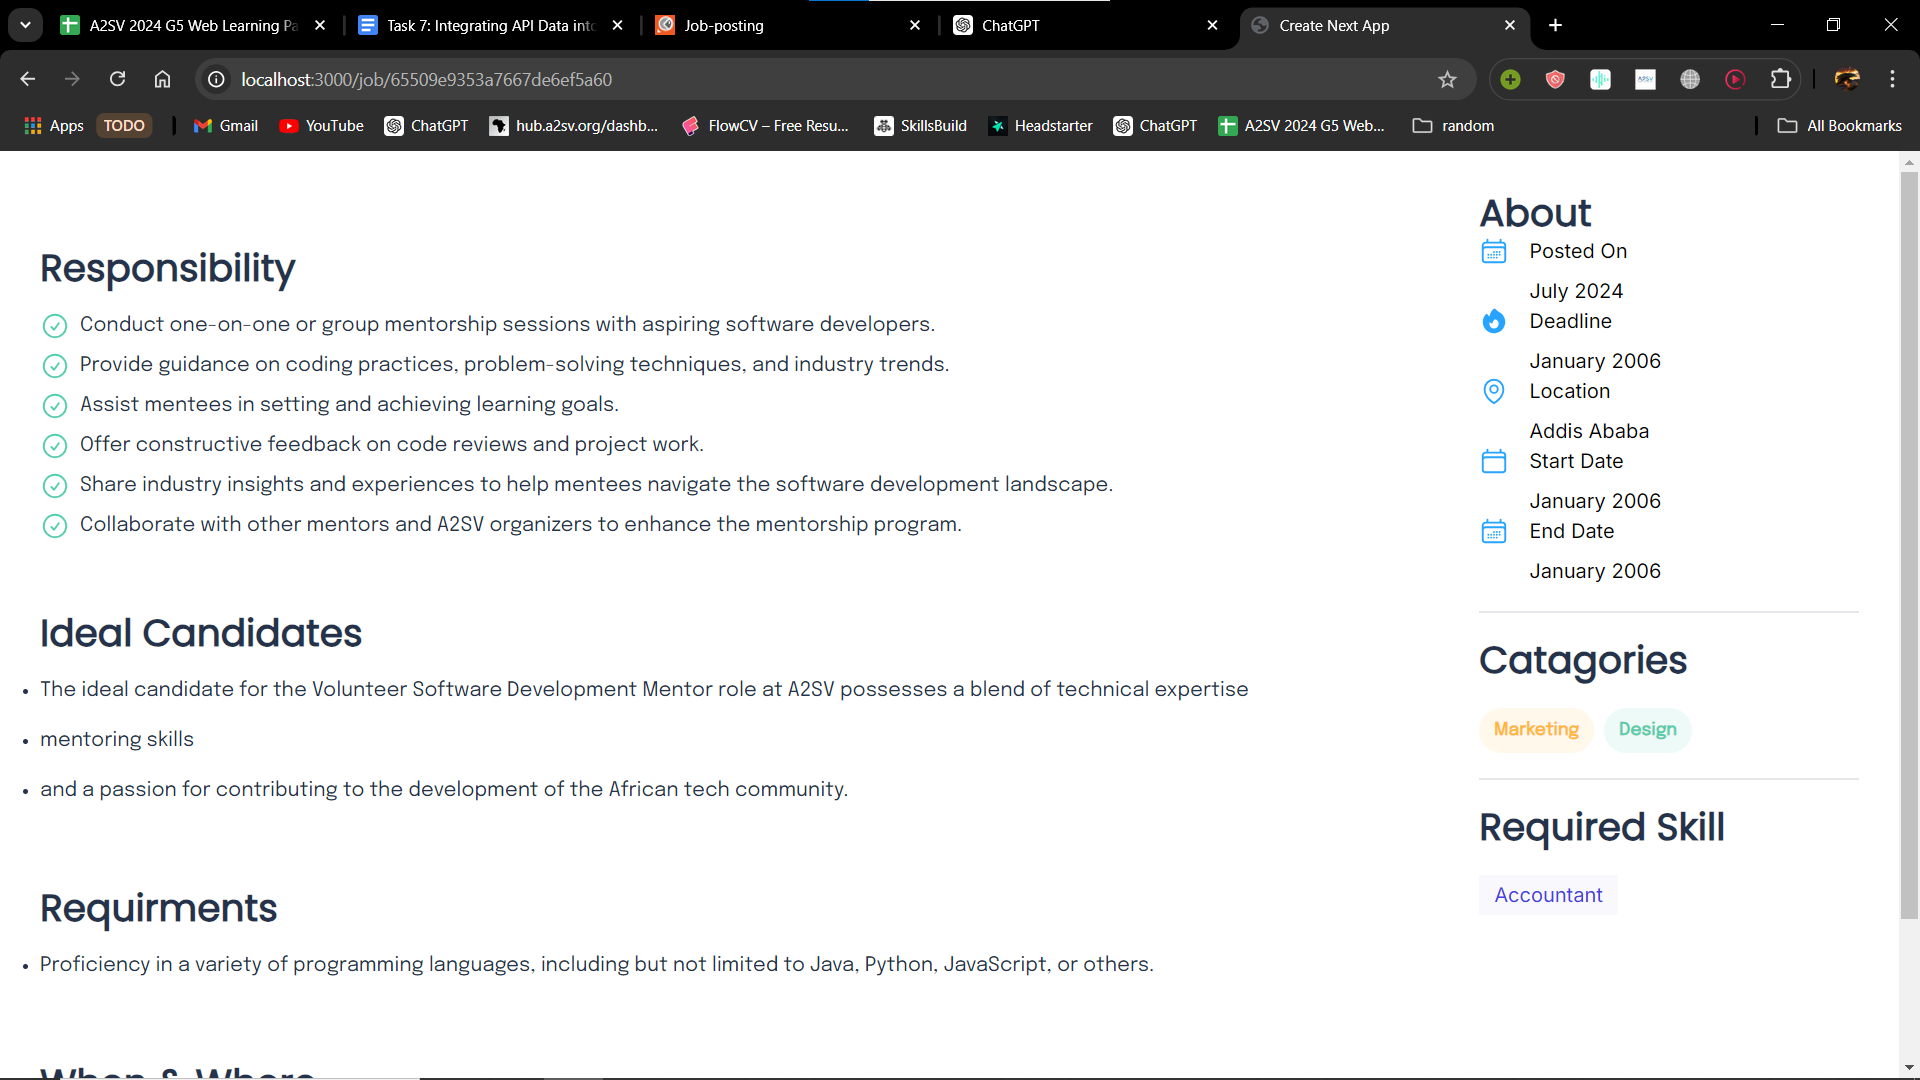 A2SV 2024 G5 Web Learning Pa
Task 7: Integrating API Data into
Job-posting
ChatGPT
Create Next App
localhost:3000/job/65509e9353a7667de6ef5a60
Apps
TODO
Gmail
YouTube
ChatGPT
hub.a2sv.org/dashb...
FlowCV – Free Resu...
SkillsBuild
Headstarter
ChatGPT
A2SV 2024 G5 Web...
random
All Bookmarks
Responsibility
Conduct one-on-one or group mentorship sessions with aspiring software developers.
Provide guidance on coding practices, problem-solving techniques, and industry trends.
Assist mentees in setting and achieving learning goals.
Offer constructive feedback on code reviews and project work.
Share industry insights and experiences to help mentees navigate the software development landscape.
Collaborate with other mentors and A2SV organizers to enhance the mentorship program.
Ideal Candidates
• The ideal candidate for the Volunteer Software Development Mentor role at A2SV possesses a blend of technical expertise
• mentoring skills
• and a passion for contributing to the development of the African tech community.
Requirments
• Proficiency in a variety of programming languages, including but not limited to Java, Python, JavaScript, or others.
When & Where
About
Posted On
July 2024
Deadline
January 2006
Location
Addis Ababa
Start Date
January 2006
End Date
January 2006
Catagories
Marketing
Design
Required Skill
Accountant